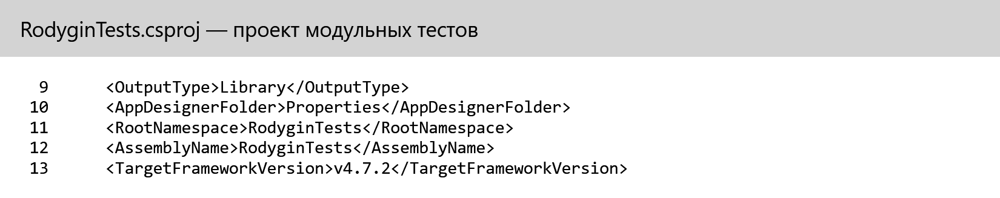 RodyginTests.csproj — проект модульных тестов
9 <OutputType>Library</OutputType>
10 <AppDesignerFolder>Properties</AppDesignerFolder>
11 <RootNamespace>RodyginTests</RootNamespace>
12 <AssemblyName>RodyginTests</AssemblyName>
13 <TargetFrameworkVersion>v4.7.2</TargetFrameworkVersion>